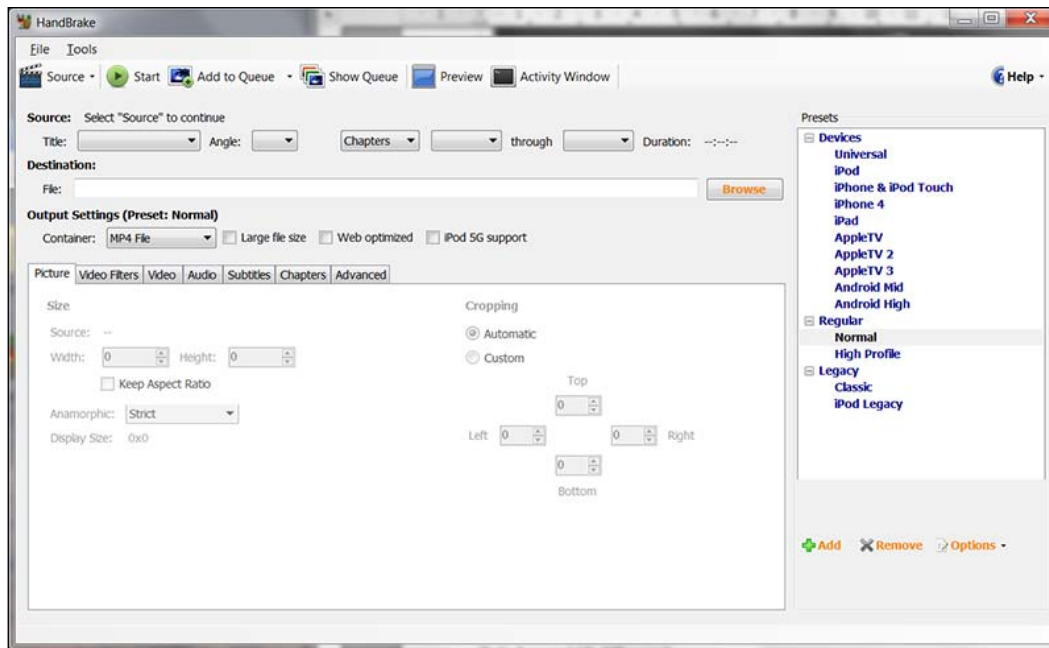 HandBrake
File Tools
Source Start Add to Queue Show Queue Preview Activity Window Help
Source: Select "Source" to continue
Title: Angle: Chapters through Duration: --:--:--
Destination:
File: Browse
Output Settings (Preset: Normal)
Container: MP4 File Large file size Web optimized iPod 5G support
Picture Video Filters Video Audio Subtitles Chapters Advanced
Size
Source: --
Width: 0 Height: 0
Keep Aspect Ratio
Anamorphic: Strict
Display Size: 0x0
Cropping
Automatic
Custom
Top
0
Left 0 0 Right
0
Bottom
Presets
Devices
Universal
iPod
iPhone & iPod Touch
iPhone 4
iPad
AppleTV
AppleTV 2
AppleTV 3
Android Mid
Android High
Regular
Normal
High Profile
Legacy
Classic
iPod Legacy
Add Remove Options